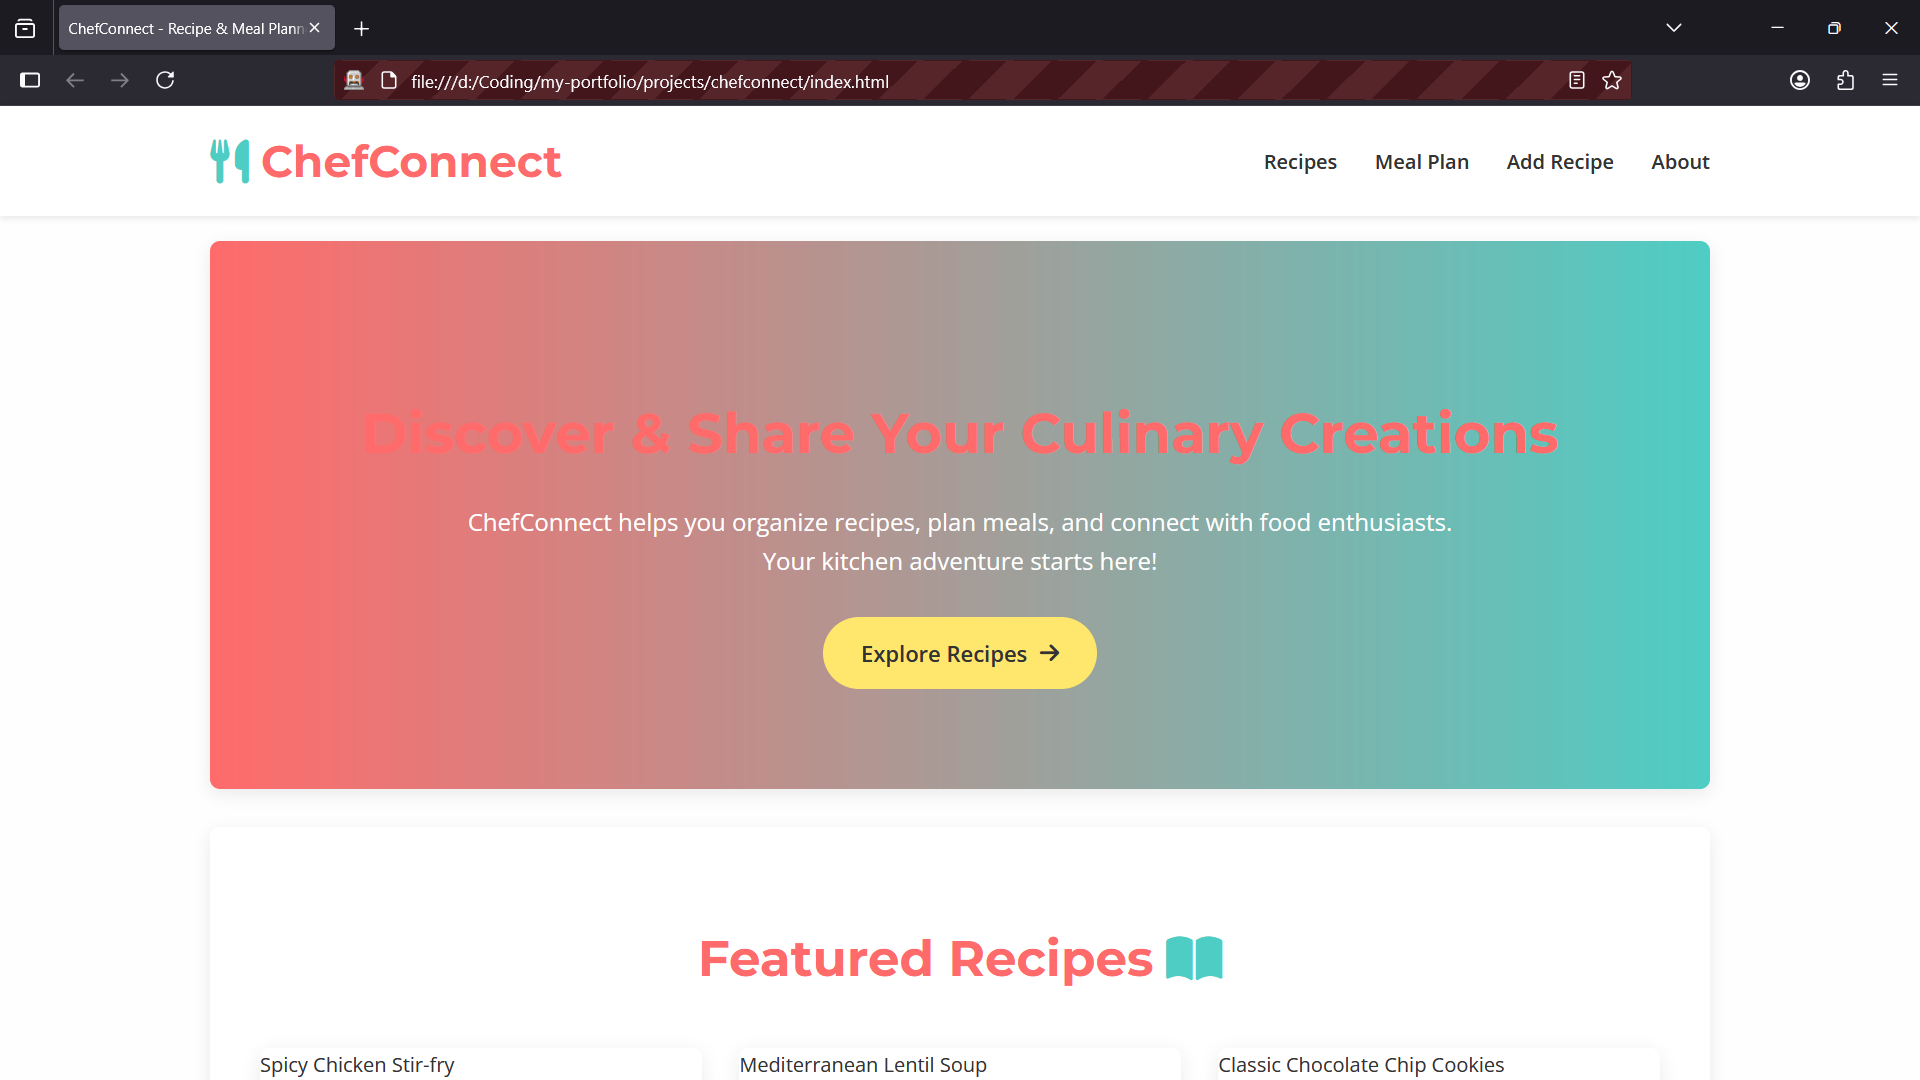 ChefConnect - Recipe & Meal Plann
file:///d:/Coding/my-portfolio/projects/chefconnect/index.html
ChefConnect
Recipes
Meal Plan
Add Recipe
About
Discover & Share Your Culinary Creations
ChefConnect helps you organize recipes, plan meals, and connect with food enthusiasts.
Your kitchen adventure starts here!
Explore Recipes
Featured Recipes
Spicy Chicken Stir-fry
Mediterranean Lentil Soup
Classic Chocolate Chip Cookies